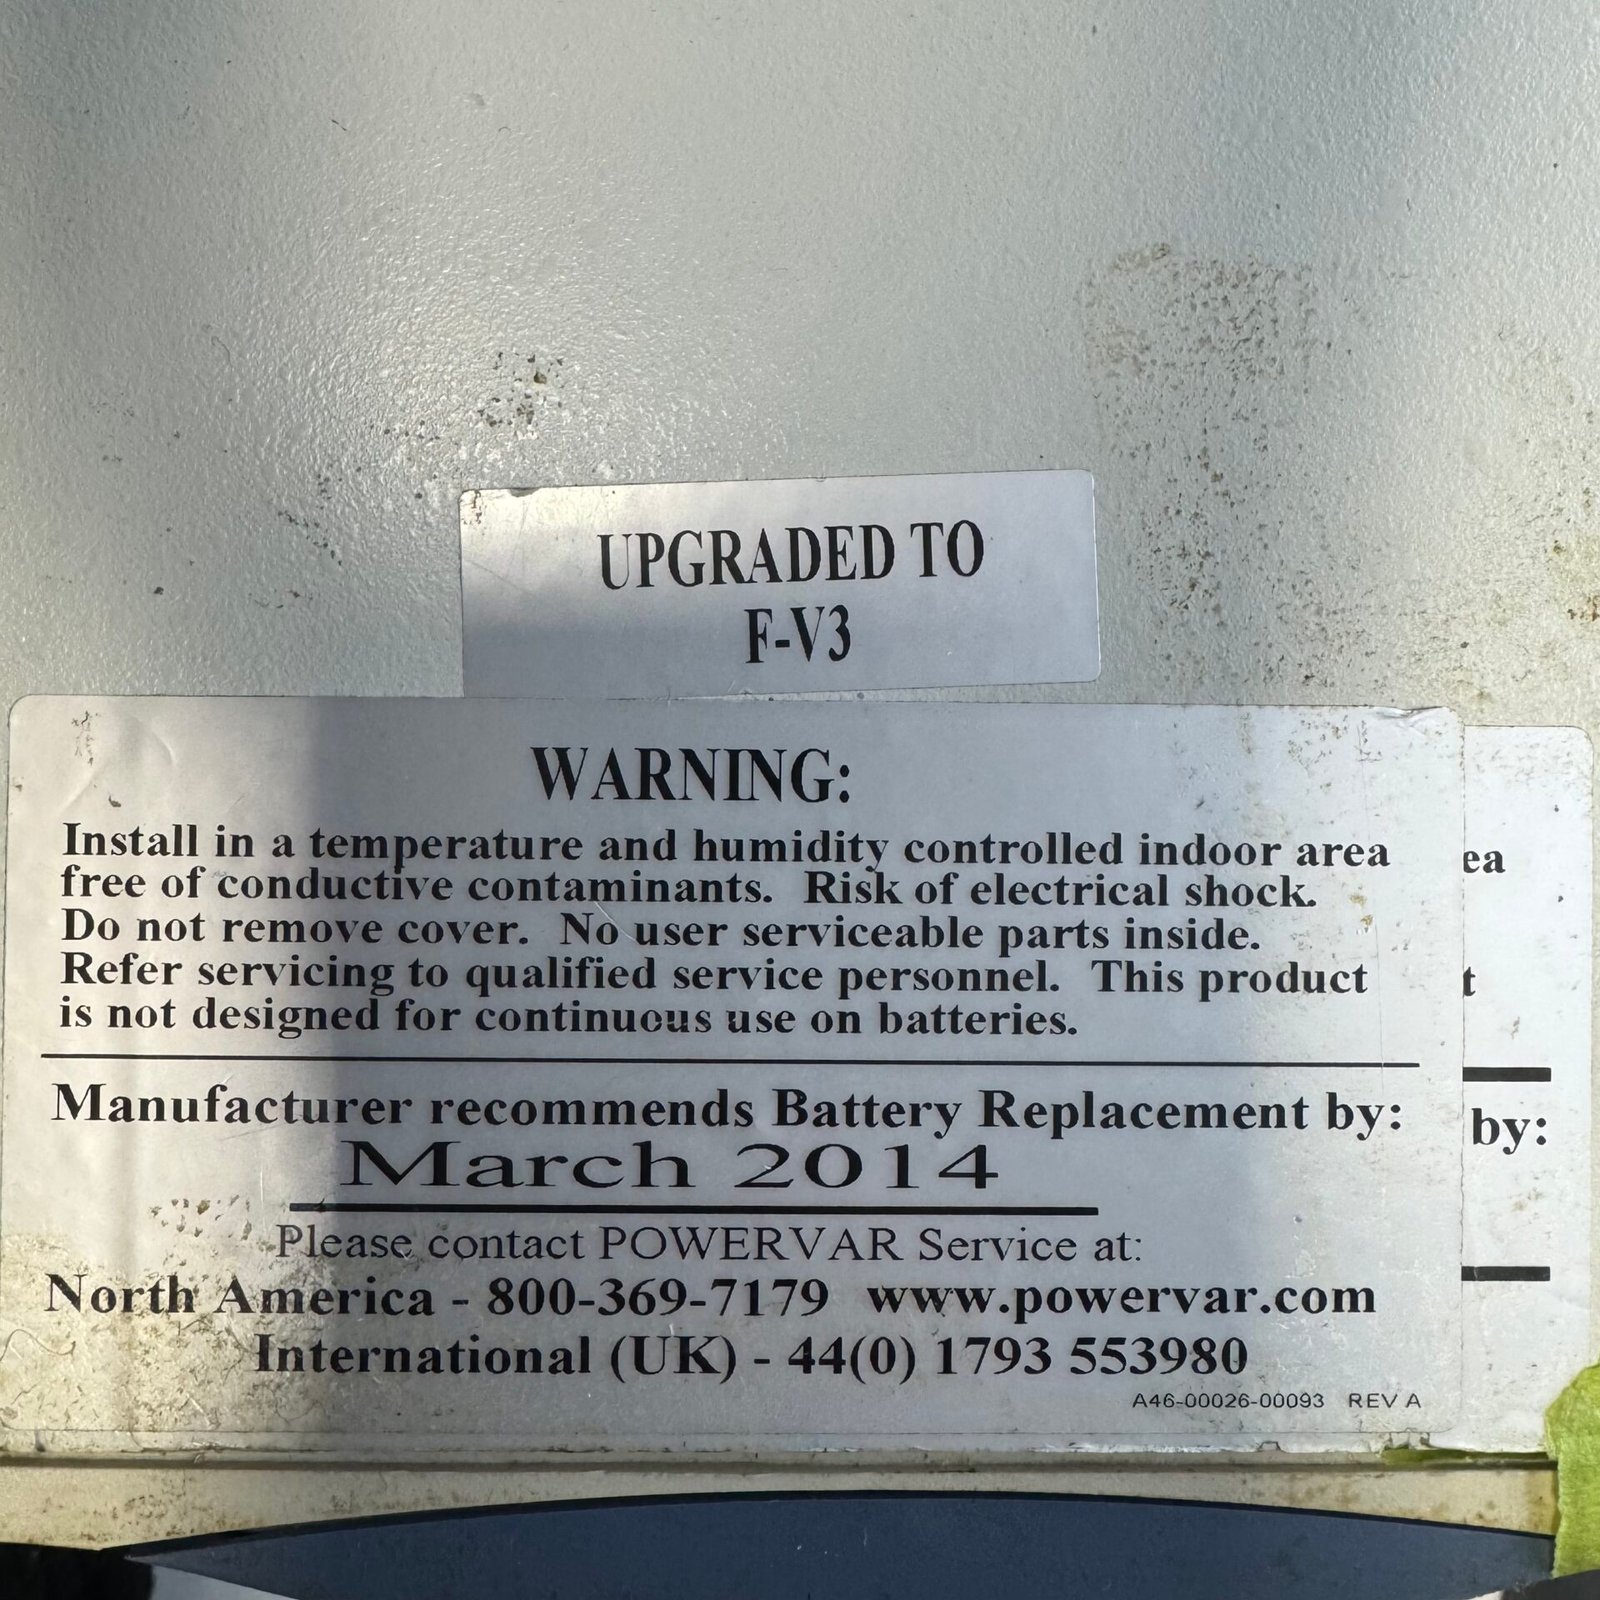 UPGRADED TO
F-V3
WARNING:
Install in a temperature and humidity controlled indoor area
free of conductive contaminants. Risk of electrical shock.
Do not remove cover. No user serviceable parts inside.
Refer servicing to qualified service personnel. This product
is not designed for continuous use on batteries.
Manufacturer recommends Battery Replacement by:
March 2014
Please contact POWERVAR Service at:
North America - 800-369-7179 www.powervar.com
International (UK) - 44(0) 1793 553980
A46-00026-00093 REV A
ea
t
by: